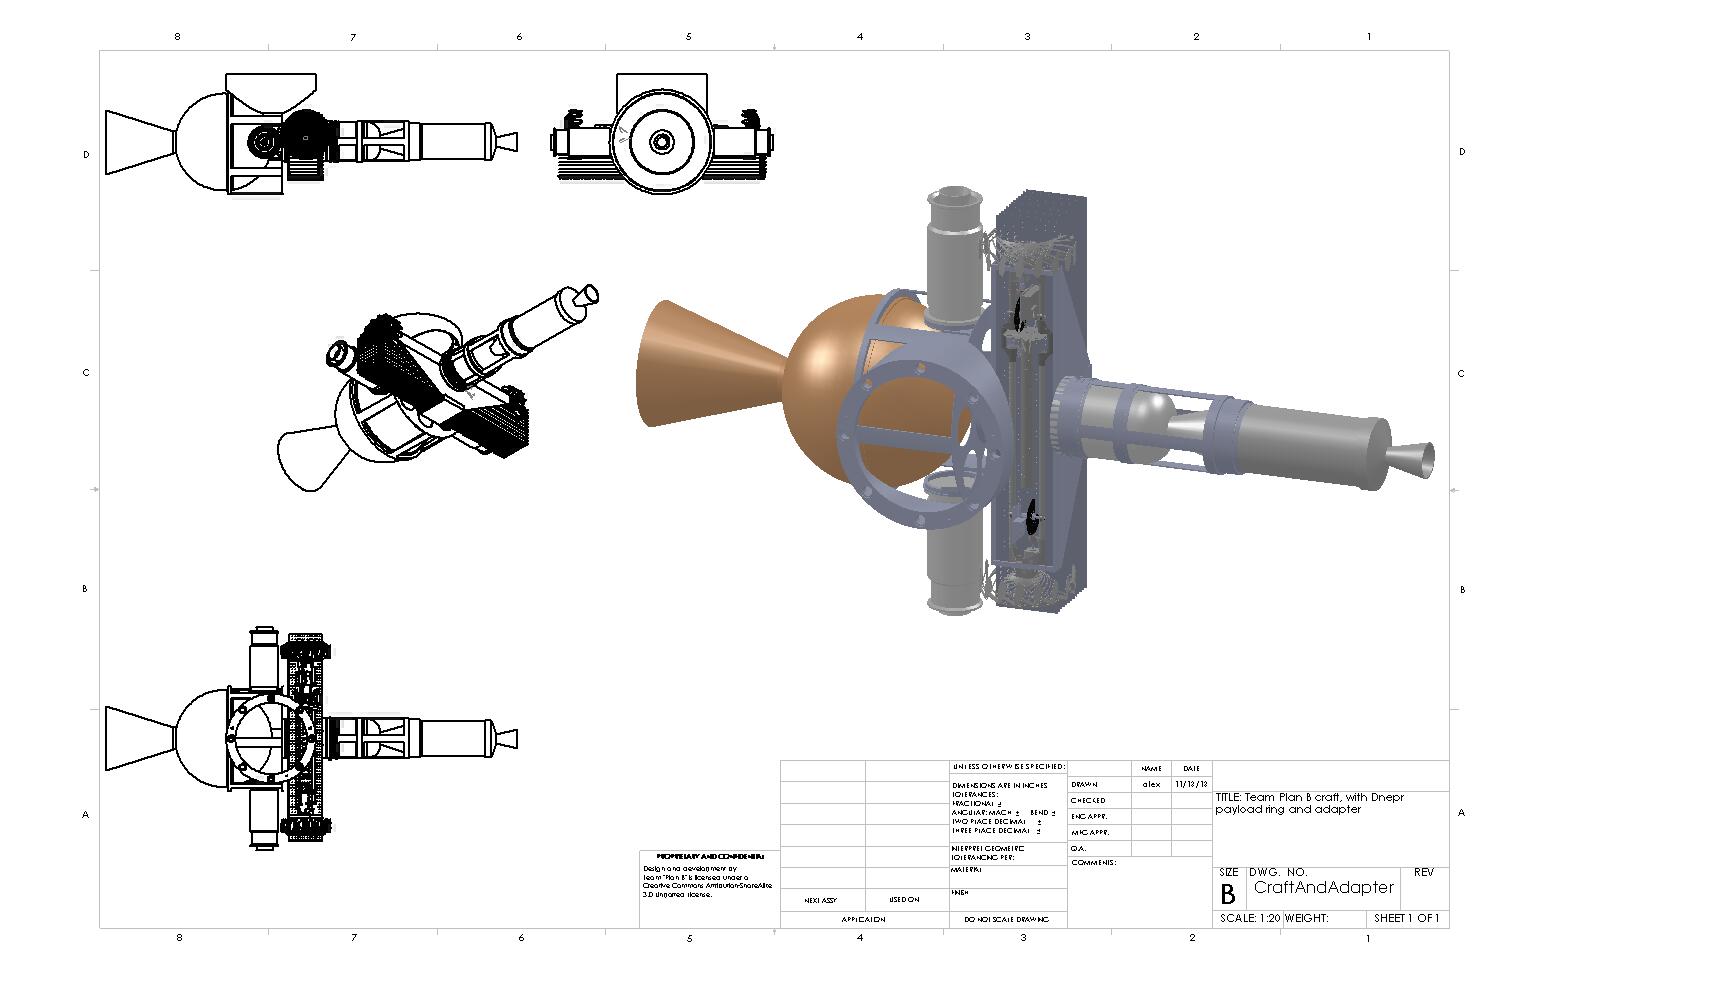 8 7 6 5 4 3 2 1
D D
C C
B B
A A
UNLESS OTHERWISE SPECIFIED:
DIMENSIONS ARE IN INCHES
TOLERANCES:
FRACTIONAL ±
ANGULAR: MACH ± BEND ±
TWO PLACE DECIMAL ±
THREE PLACE DECIMAL ±
INTERPRET GEOMETRIC
TOLERANCING PER:
MATERIAL
FINISH
DO NOT SCALE DRAWING
NAME DATE
DRAWN alex
CHECKED
ENG APPR.
MFG APPR.
Q.A.
COMMENTS:
TITLE: Team Plan B craft, with Dnepr
payload ring and adapter
SIZE DWG. NO. REV
B CraftAndAdapter
SCALE: 1:20 WEIGHT: SHEET 1 OF 1
PROPRIETARY AND CONFIDENTIAL
Design and development by
Team "Plan B" is licensed under a
Creative Commons Attribution-ShareAlike
3.0 Unported License.
NEXT ASSY USED ON
APPLICATION
8 7 6 5 4 3 2 1